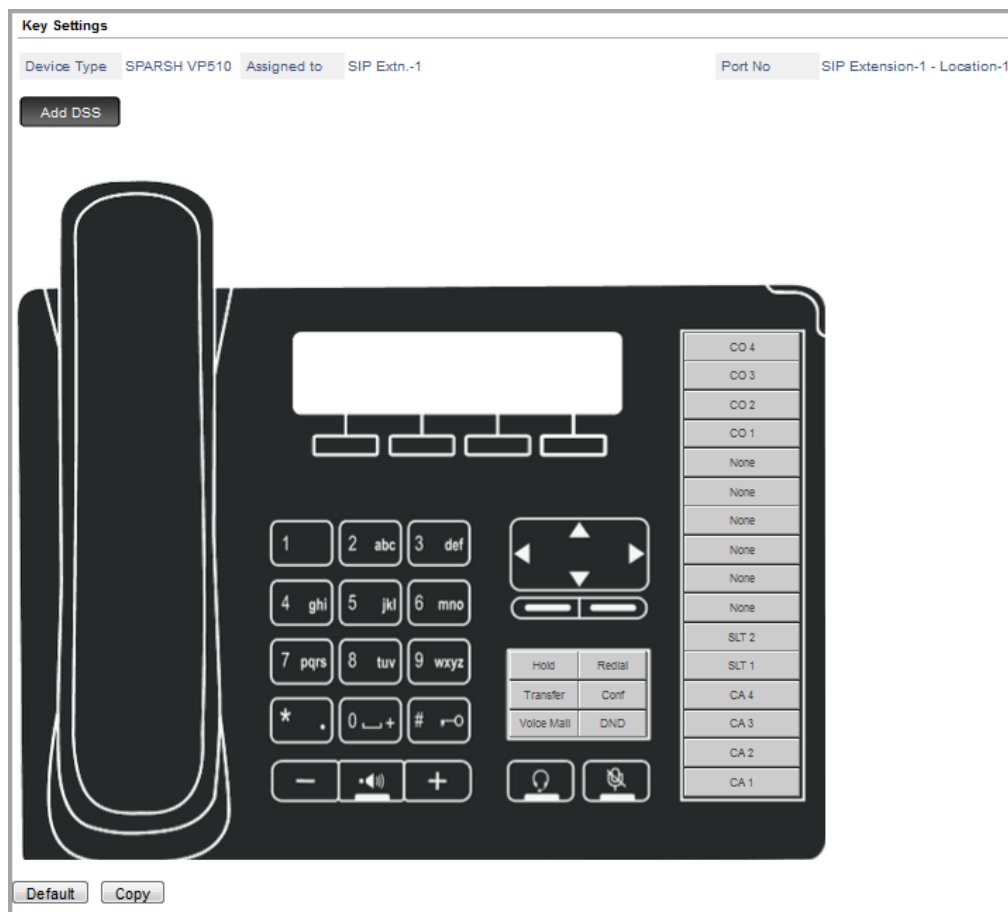 Key Settings
Device Type SPARSH VP510 Assigned to SIP Extn.-1 Port No SIP Extension-1 - Location-1
Add DSS
CO 4
CO 3
CO 2
CO 1
None
None
None
None
None
None
SLT 2
SLT 1
CA 4
CA 3
CA 2
CA 1
1 2 abc 3 def
4 ghi 5 jkl 6 mno
7 pqrs 8 tuv 9 wxyz
* . 0 + #
Hold Redial
Transfer Conf
Voice Mail DND
− +
Default Copy